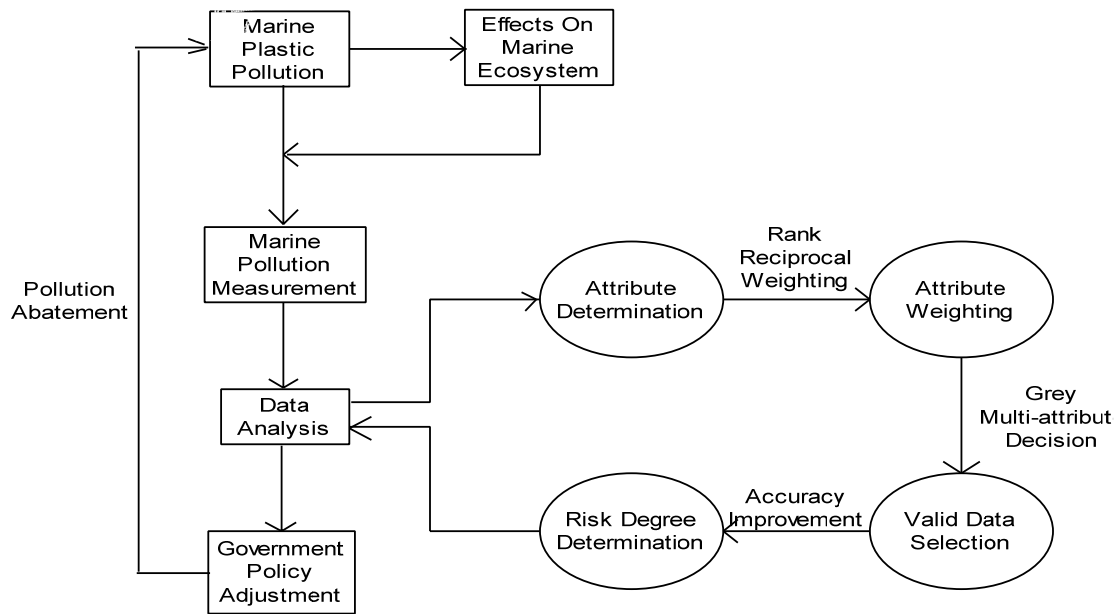 Marine
Plastic
Pollution
Effects On
Marine
Ecosystem
Marine
Pollution
Measurement
Pollution
Abatement
Attribute
Determination
Rank
Reciprocal
Weighting
Attribute
Weighting
Data
Analysis
Grey
Multi-attribut
Decision
Risk Degree
Determination
Accuracy
Improvement
Valid Data
Selection
Government
Policy
Adjustment